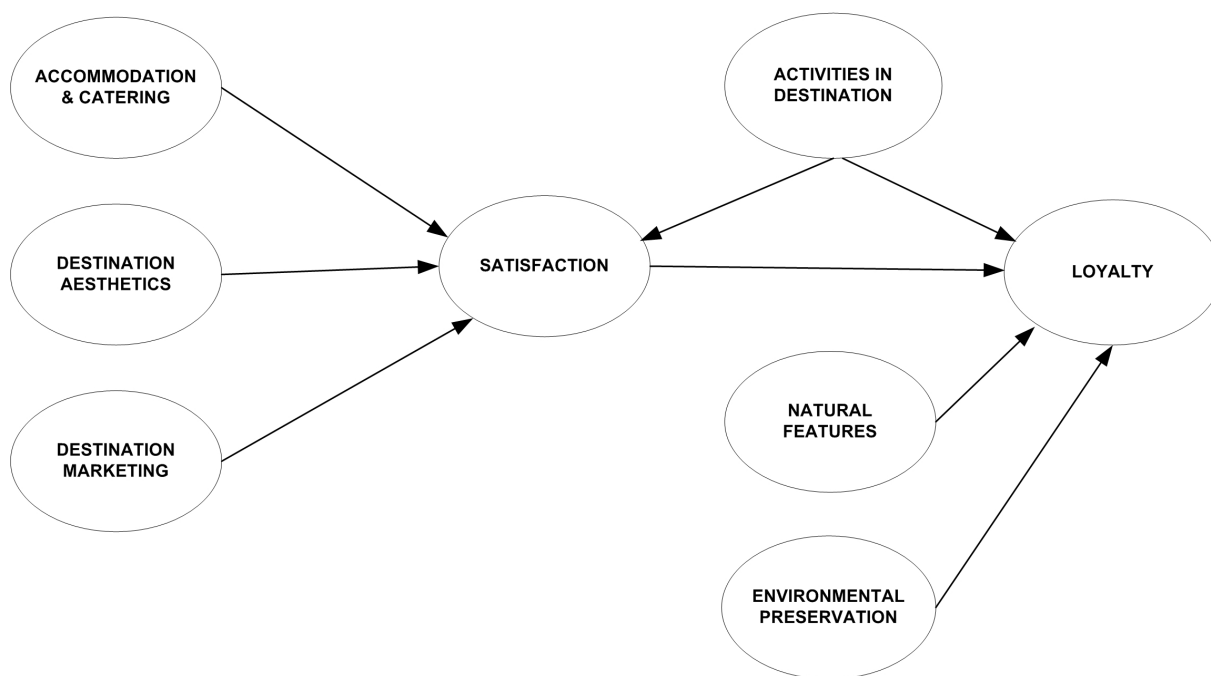 ACCOMMODATION
& CATERING
ACTIVITIES IN
DESTINATION
DESTINATION
AESTHETICS
SATISFACTION
LOYALTY
DESTINATION
MARKETING
NATURAL
FEATURES
ENVIRONMENTAL
PRESERVATION